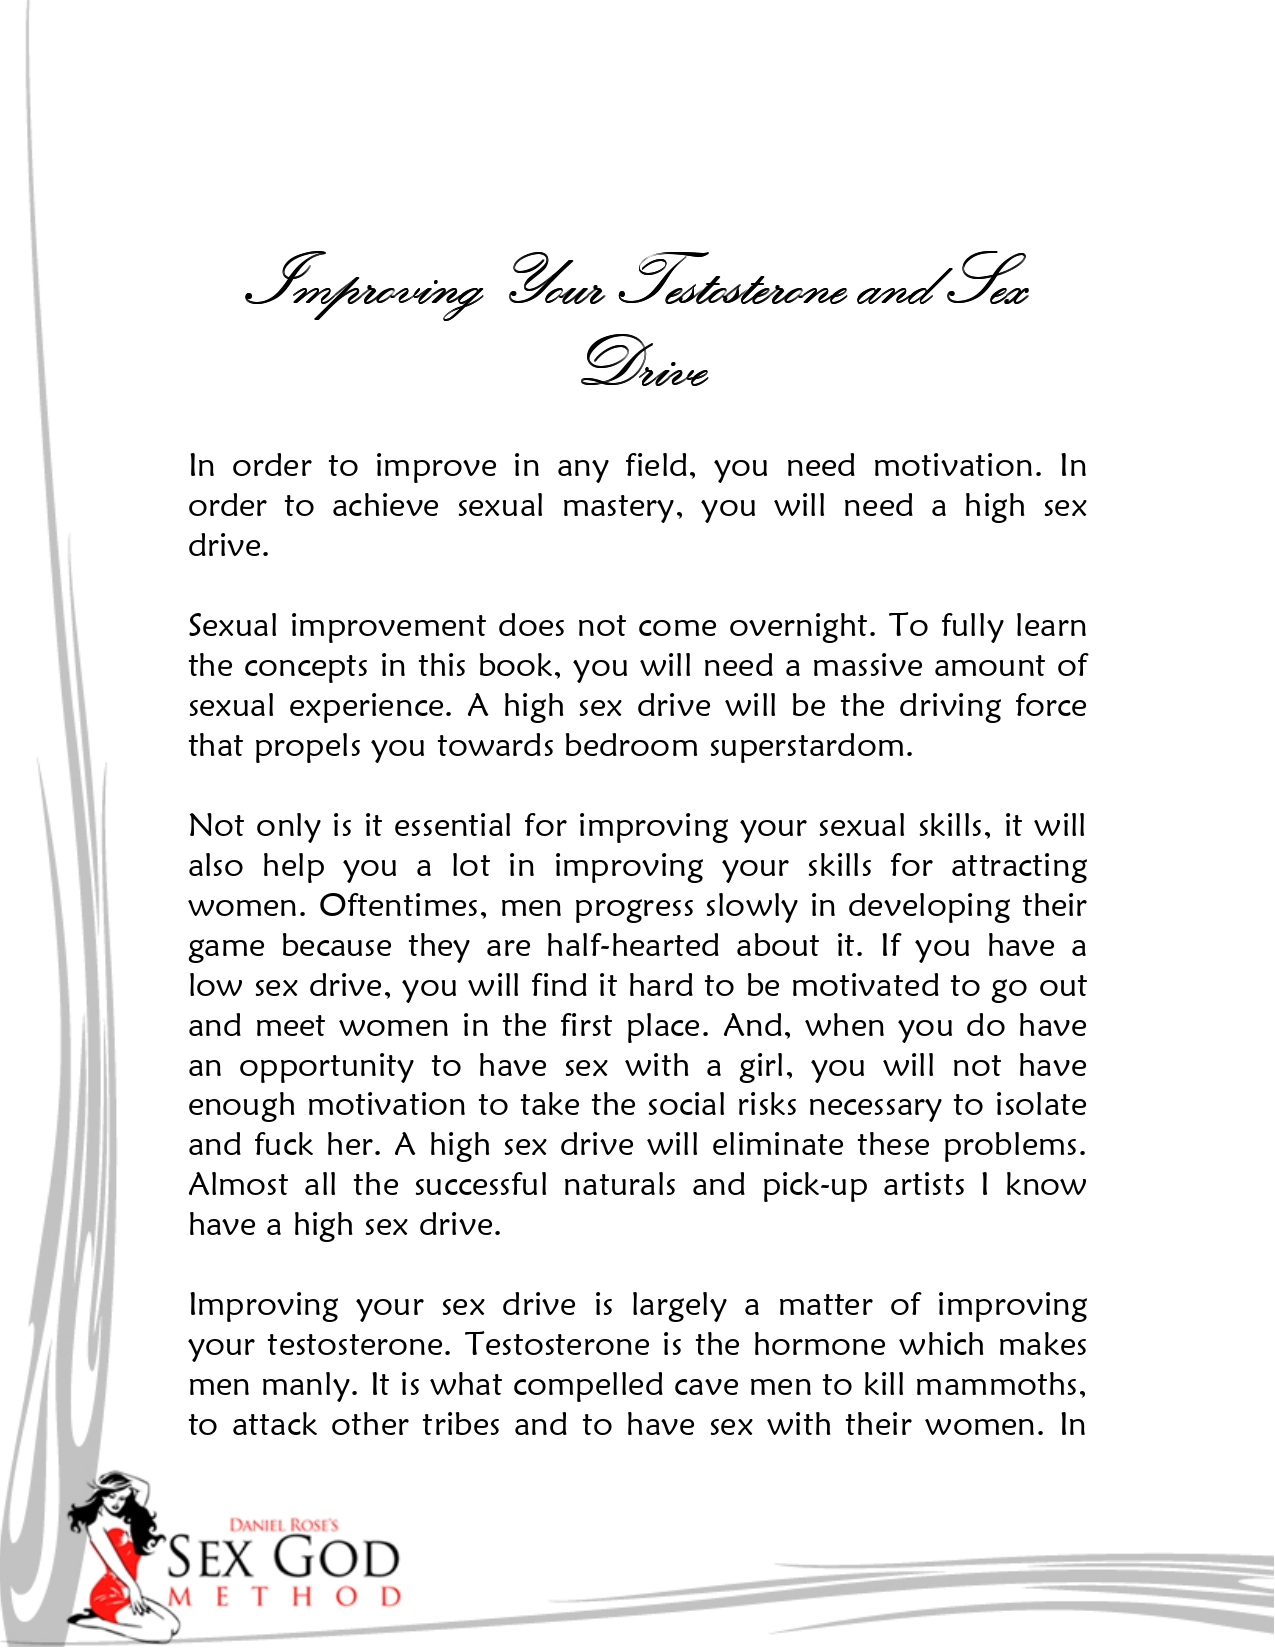 Improving Your Testosterone and Sex
Drive
In order to improve in any field, you need motivation. In
order to achieve sexual mastery, you will need a high sex
drive.
Sexual improvement does not come overnight. To fully learn
the concepts in this book, you will need a massive amount of
sexual experience. A high sex drive will be the driving force
that propels you towards bedroom superstardom.
Not only is it essential for improving your sexual skills, it will
also help you a lot in improving your skills for attracting
women. Oftentimes, men progress slowly in developing their
game because they are half-hearted about it. If you have a
low sex drive, you will find it hard to be motivated to go out
and meet women in the first place. And, when you do have
an opportunity to have sex with a girl, you will not have
enough motivation to take the social risks necessary to isolate
and fuck her. A high sex drive will eliminate these problems.
Almost all the successful naturals and pick-up artists I know
have a high sex drive.
Improving your sex drive is largely a matter of improving
your testosterone. Testosterone is the hormone which makes
men manly. It is what compelled cave men to kill mammoths,
to attack other tribes and to have sex with their women. In
DANIEL ROSE'S
SEX GOD
METHOD